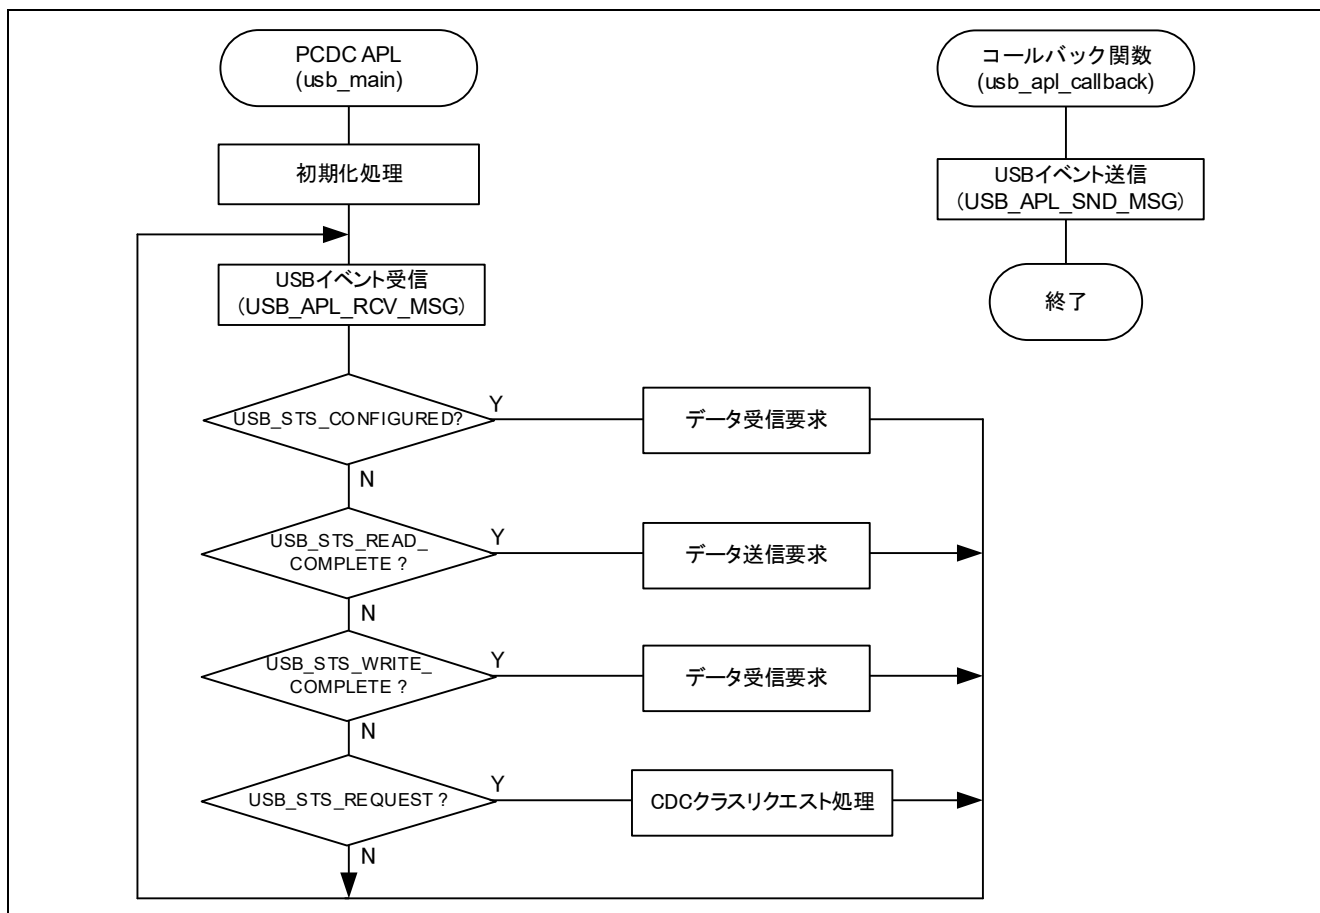 PCDC APL
(usb_main)
初期化処理
USBイベント受信
(USB_APL_RCV_MSG)
USB_STS_CONFIGURED?
Y
データ受信要求
N
USB_STS_READ_
COMPLETE ?
Y
データ送信要求
N
USB_STS_WRITE_
COMPLETE ?
Y
データ受信要求
N
USB_STS_REQUEST ?
Y
CDCクラスリクエスト処理
N
コールバック関数
(usb_apl_callback)
USBイベント送信
(USB_APL_SND_MSG)
終了